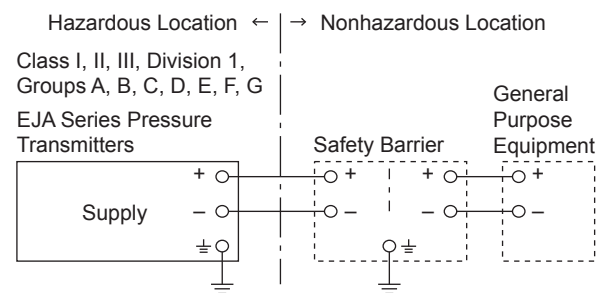 Hazardous Location ← → Nonhazardous Location
Class I, II, III, Division 1,
Groups A, B, C, D, E, F, G
EJA Series Pressure
Transmitters
Safety Barrier
General
Purpose
Equipment
+ + + +
Supply – – – –